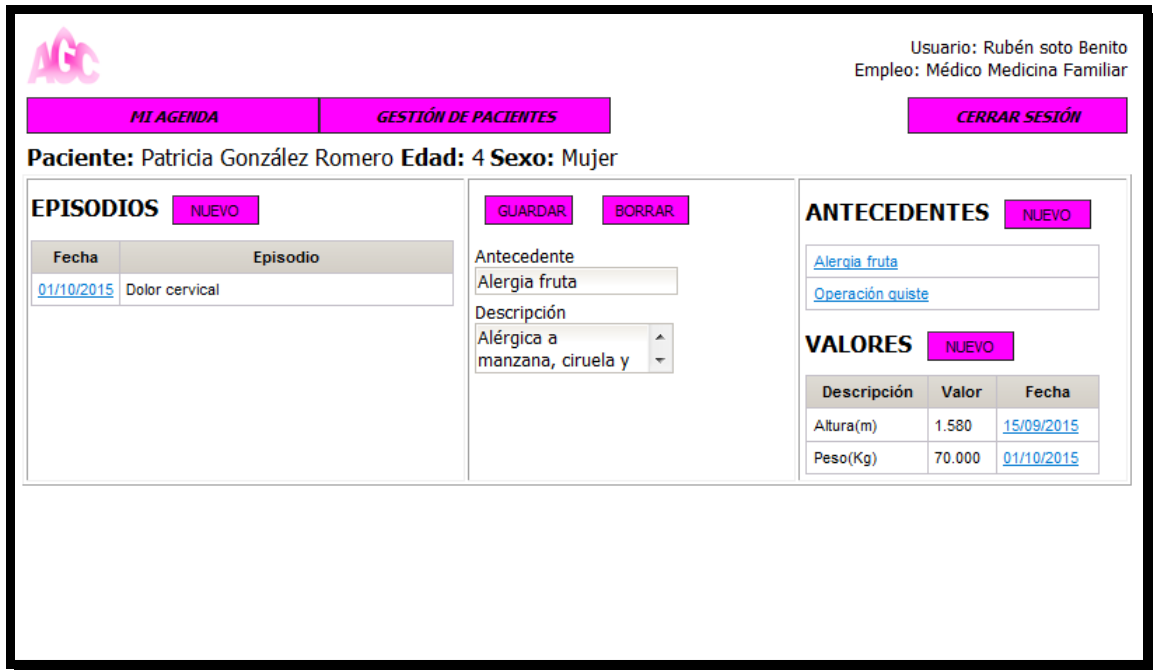 AGC
Usuario: Rubén soto Benito
Empleo: Médico Medicina Familiar
MI AGENDA GESTIÓN DE PACIENTES CERRAR SESIÓN
Paciente: Patricia González Romero Edad: 4 Sexo: Mujer
EPISODIOS NUEVO
Fecha Episodio
01/10/2015 Dolor cervical
GUARDAR BORRAR
Antecedente
Alergia fruta
Descripción
Alérgica a
manzana, ciruela y
ANTECEDENTES NUEVO
Alergia fruta
Operación quiste
VALORES NUEVO
Descripción Valor Fecha
Altura(m) 1.580 15/09/2015
Peso(Kg) 70.000 01/10/2015